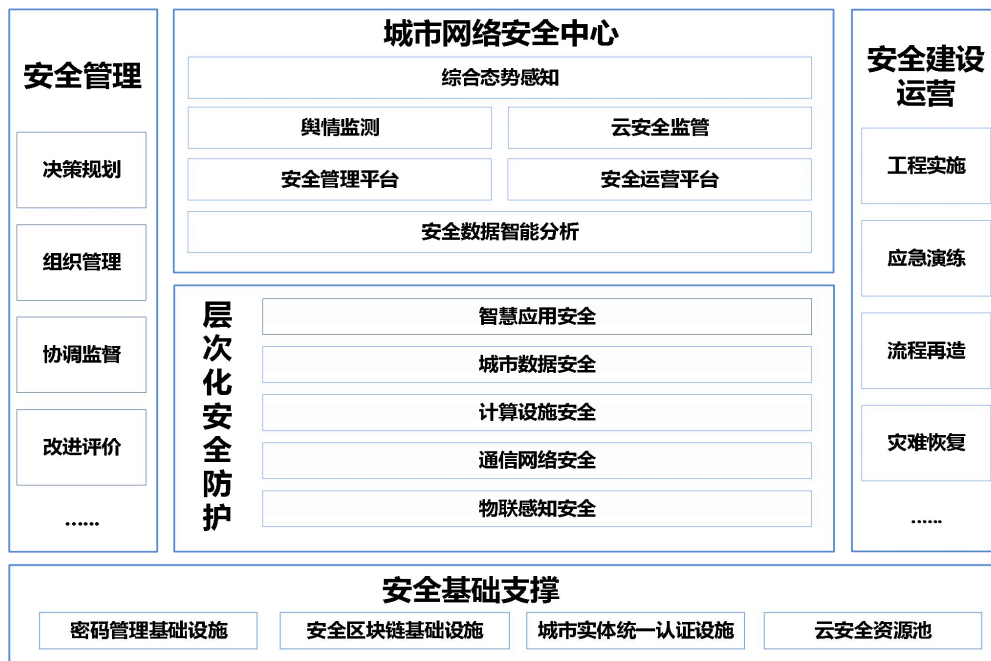 安全管理
决策规划
组织管理
协调监督
改进评价
......
城市网络安全中心
综合态势感知
舆情监测
云安全监管
安全管理平台
安全运营平台
安全数据智能分析
层次化安全防护
智慧应用安全
城市数据安全
计算设施安全
通信网络安全
物联感知安全
安全建设
运营
工程实施
应急演练
流程再造
灾难恢复
......
安全基础支撑
密码管理基础设施
安全区块链基础设施
城市实体统一认证设施
云安全资源池